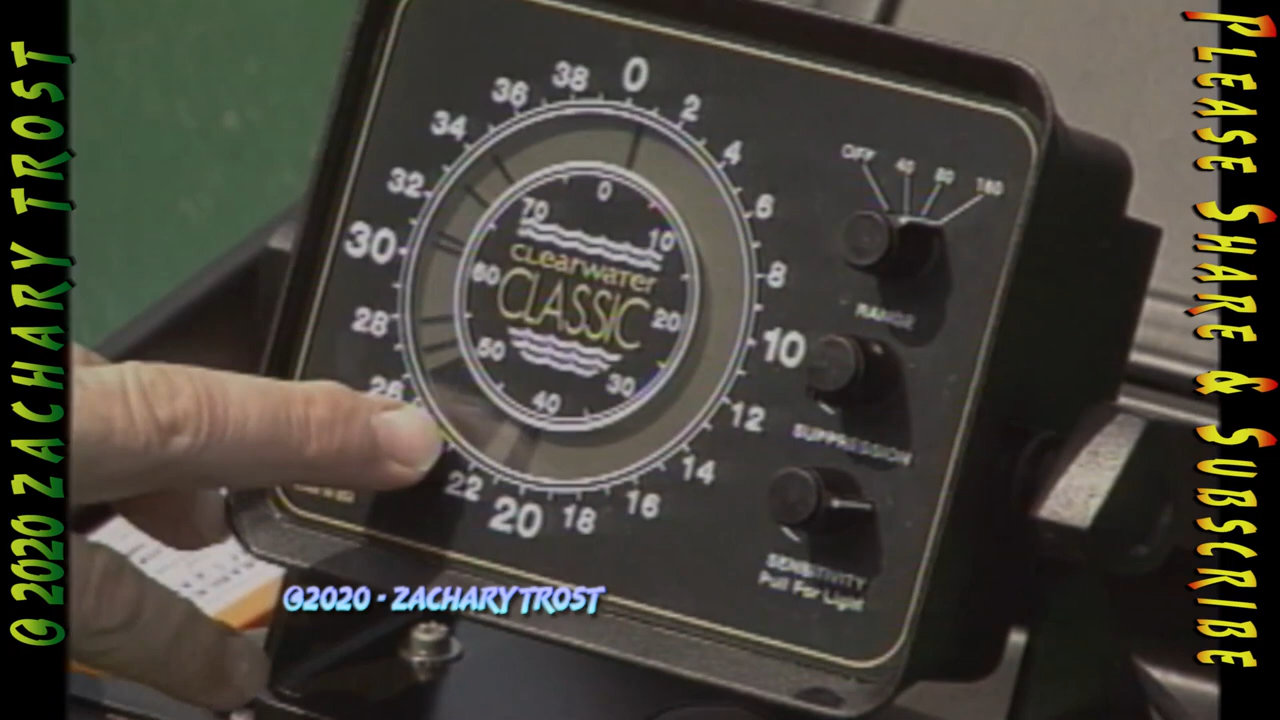 © 2020 ZACHARY TROST
0
2
4
6
8
10
12
14
16
18
20
22
26
28
30
32
34
36
38
0
10
20
30
40
50
60
70
CLEARWATER
CLASSIC
OFF 40 80 160
RANGE
SUPPRESSION
SENSITIVITY
Pull For Light
©2020 - ZACHARY TROST
PLEASE SHARE & SUBSCRIBE